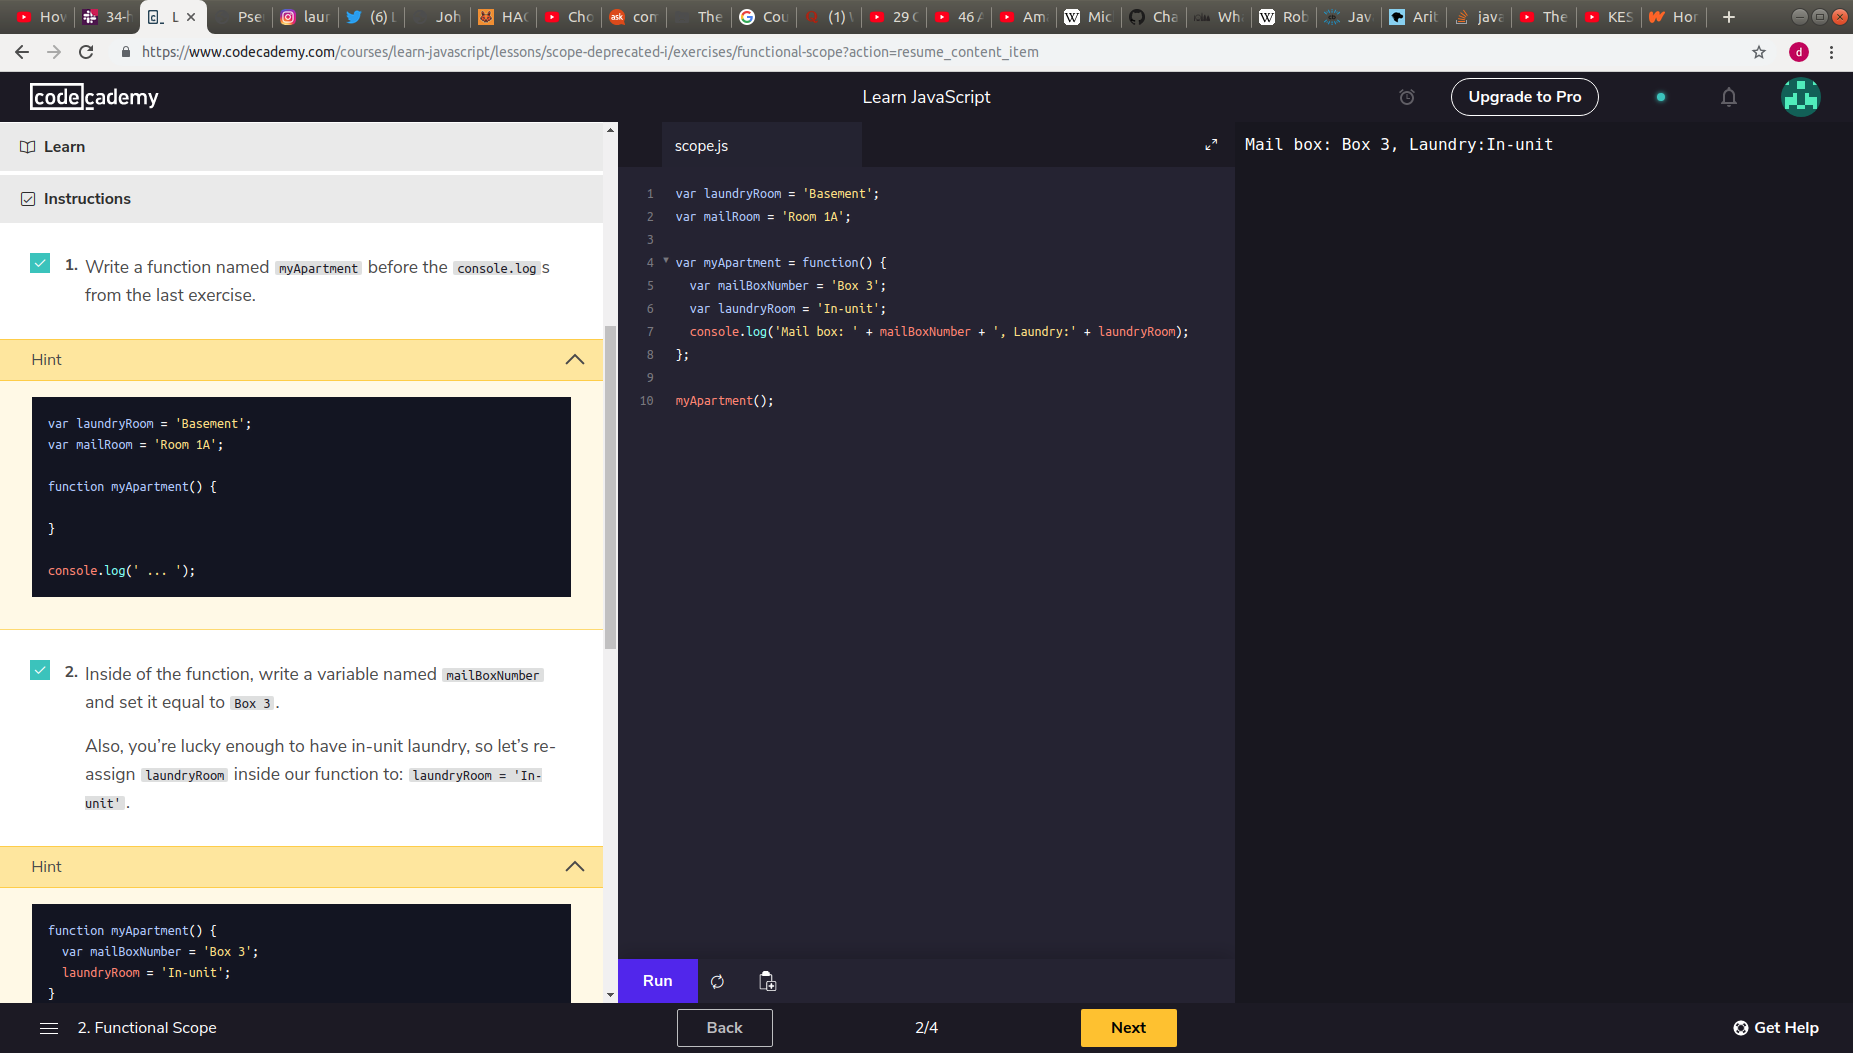 How
34-h
L
Pse
laur
(6) L
Joh
HAC
Cho
com
The
Cou
(1) \
29 C
46 A
Am
Mic
Cha
Wh
Rob
Jav
Arit
java
The
KES
Hor
https://www.codecademy.com/courses/learn-javascript/lessons/scope-deprecated-i/exercises/functional-scope?action=resume_content_item
d
codecademy
Learn JavaScript
Upgrade to Pro
Learn
Instructions
1. Write a function named myApartment before the console.log s
from the last exercise.
Hint
var laundryRoom = 'Basement';
var mailRoom = 'Room 1A';
function myApartment() {
}
console.log(' ... ');
2. Inside of the function, write a variable named mailBoxNumber
and set it equal to Box 3 .
Also, you’re lucky enough to have in-unit laundry, so let’s re-
assign laundryRoom inside our function to: laundryRoom = 'In-
unit' .
Hint
function myApartment() {
var mailBoxNumber = 'Box 3';
laundryRoom = 'In-unit';
}
scope.js
1 var laundryRoom = 'Basement';
2 var mailRoom = 'Room 1A';
3
4 var myApartment = function() {
5 var mailBoxNumber = 'Box 3';
6 var laundryRoom = 'In-unit';
7 console.log('Mail box: ' + mailBoxNumber + ', Laundry:' + laundryRoom);
8 };
9
10 myApartment();
Mail box: Box 3, Laundry:In-unit
Run
2. Functional Scope
Back
2/4
Next
Get Help